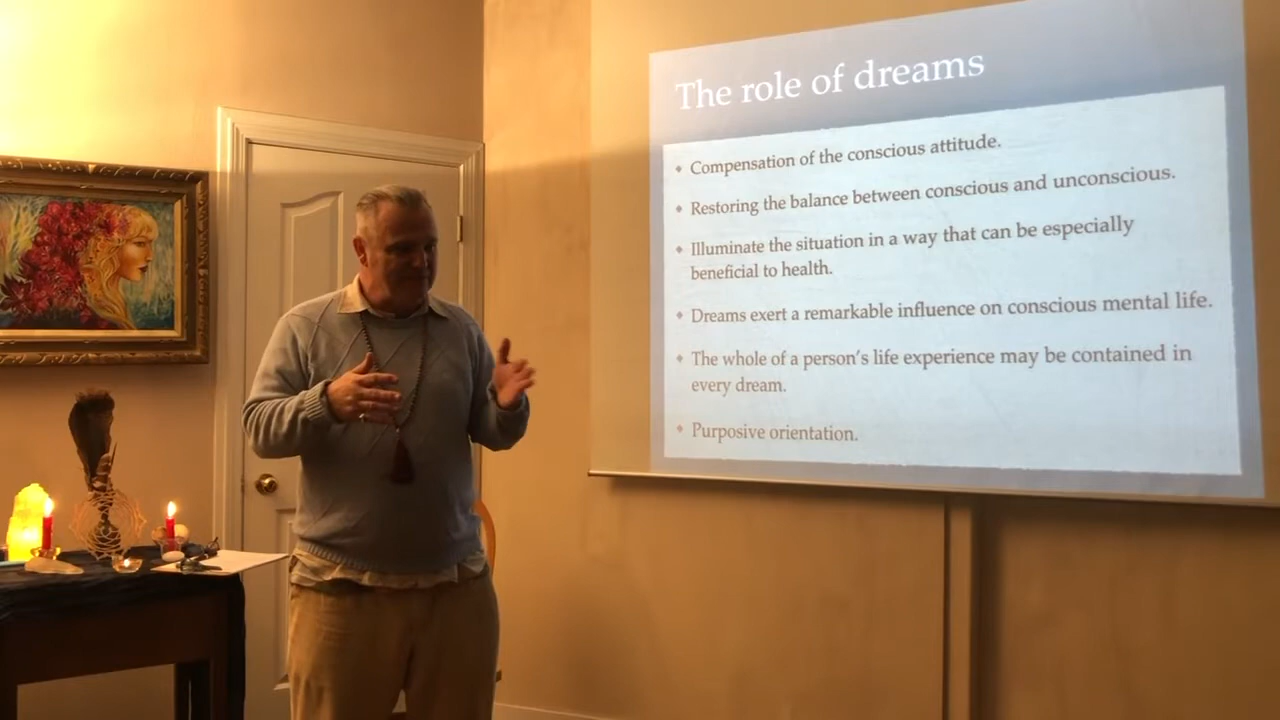 The role of dreams
Compensation of the conscious attitude.
Restoring the balance between conscious and unconscious.
Illuminate the situation in a way that can be especially
beneficial to health.
Dreams exert a remarkable influence on conscious mental life.
The whole of a person's life experience may be contained in
every dream.
Purposive orientation.